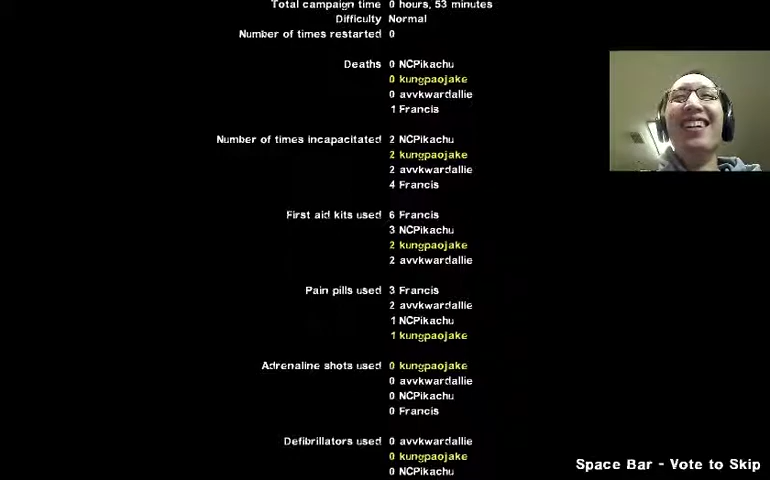 Total campaign time 0 hours, 53 minutes
Difficulty Normal
Number of times restarted 0
Deaths 0 NCPikachu
0 kungpaojake
0 avvkwardallie
1 Francis
Number of times incapacitated 2 NCPikachu
2 kungpaojake
2 avvkwardallie
4 Francis
First aid kits used 6 Francis
3 NCPikachu
2 kungpaojake
2 avvkwardallie
Pain pills used 3 Francis
2 avvkwardallie
1 NCPikachu
1 kungpaojake
Adrenaline shots used 0 kungpaojake
0 avvkwardallie
0 NCPikachu
0 Francis
Defibrillators used 0 avvkwardallie
0 kungpaojake
0 NCPikachu
Space Bar - Vote to Skip